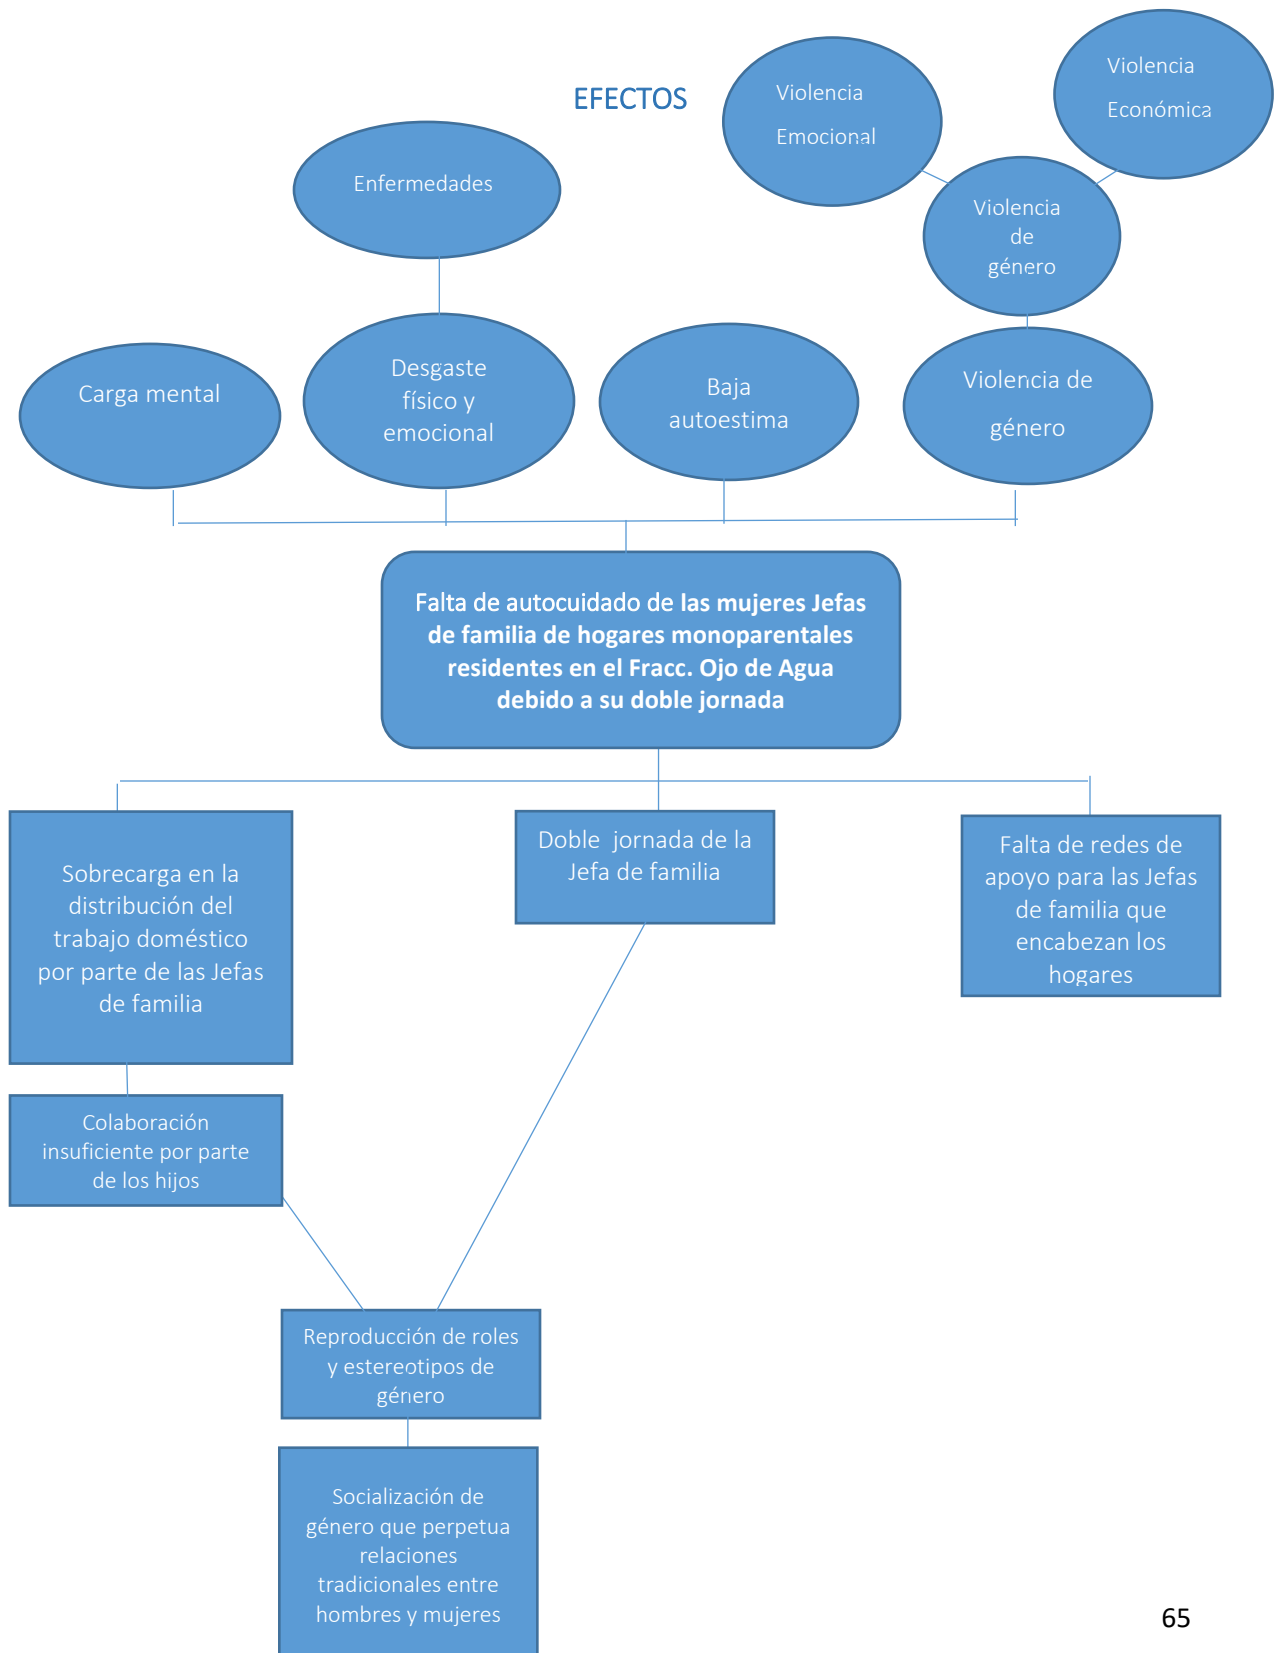 EFECTOS
Violencia
Emocional
Violencia
Económica
Enfermedades
Violencia
de
género
Carga mental
Desgaste
físico y
emocional
Baja
autoestima
Violencia de
género
Falta de autocuidado de las mujeres Jefas
de familia de hogares monoparentales
residentes en el Fracc. Ojo de Agua
debido a su doble jornada
Sobrecarga en la
distribución del
trabajo doméstico
por parte de las Jefas
de familia
Doble jornada de la
Jefa de familia
Falta de redes de
apoyo para las Jefas
de familia que
encabezan los
hogares
Colaboración
insuficiente por parte
de los hijos
Reproducción de roles
y estereotipos de
género
Socialización de
género que perpetua
relaciones
tradicionales entre
hombres y mujeres
65